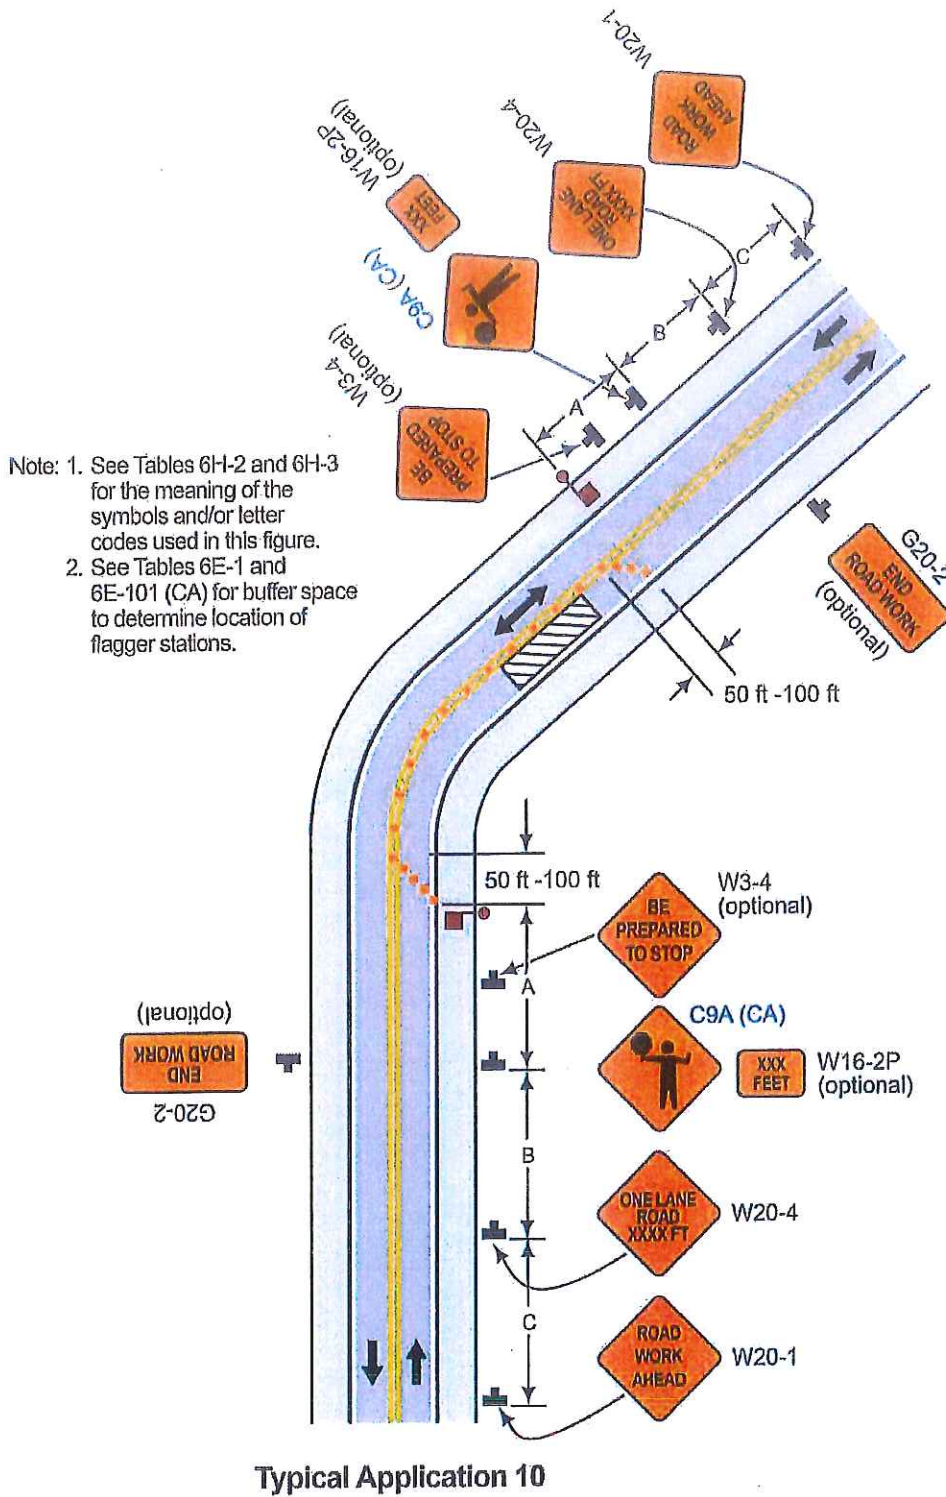 W20-1
ROAD
WORK
AHEAD
W20-4
ONE LANE
ROAD
XXXX FT
W16-2P
(optional)
XXX
FEET
C9A (CA)
W3-4
(optional)
BE
PREPARED
TO STOP
C
B
A
Note: 1. See Tables 6H-2 and 6H-3
for the meaning of the
symbols and/or letter
codes used in this figure.
2. See Tables 6E-1 and
6E-101 (CA) for buffer space
to determine location of
flagger stations.
G20-2
END
ROAD WORK
(optional)
50 ft -100 ft
50 ft -100 ft
BE
PREPARED
TO STOP
W3-4
(optional)
A
C9A (CA)
XXX
FEET
W16-2P
(optional)
G20-2
END
ROAD WORK
(optional)
B
ONE LANE
ROAD
XXXX FT
W20-4
C
ROAD
WORK
AHEAD
W20-1
Typical Application 10